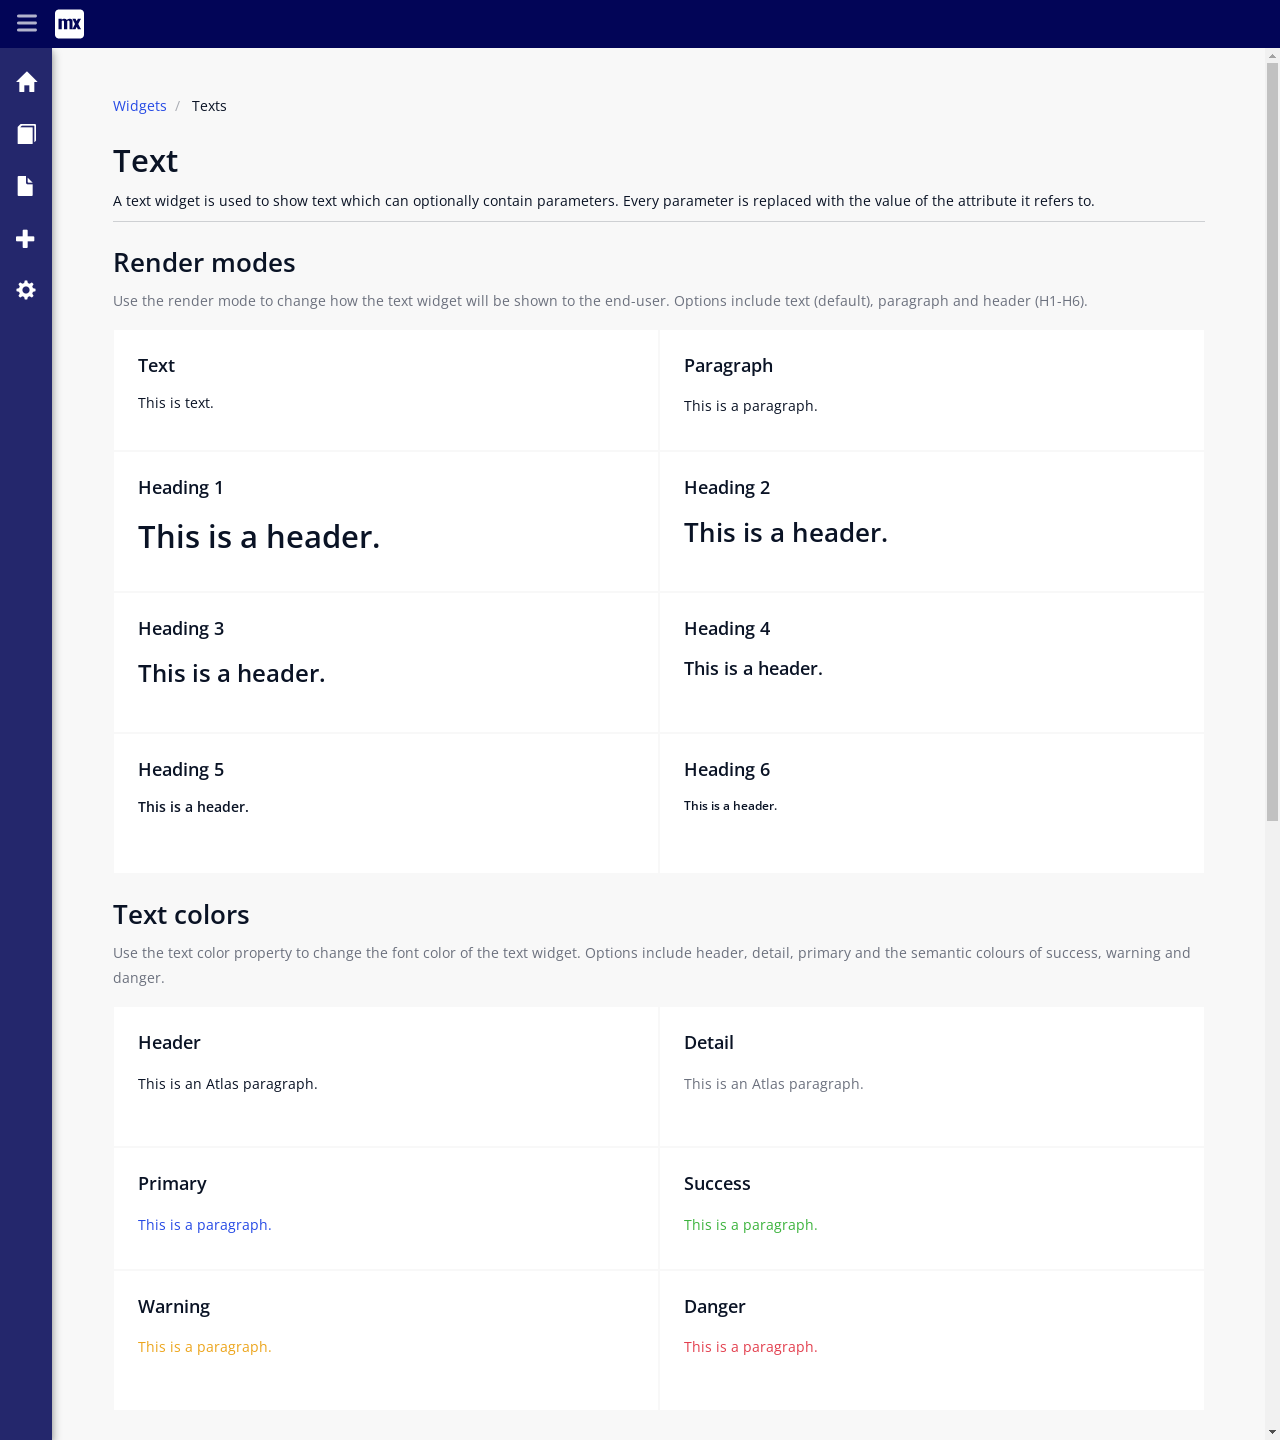 mx
Widgets / Texts
Text
A text widget is used to show text which can optionally contain parameters. Every parameter is replaced with the value of the attribute it refers to.
Render modes
Use the render mode to change how the text widget will be shown to the end-user. Options include text (default), paragraph and header (H1-H6).
Text
This is text.
Paragraph
This is a paragraph.
Heading 1
This is a header.
Heading 2
This is a header.
Heading 3
This is a header.
Heading 4
This is a header.
Heading 5
This is a header.
Heading 6
This is a header.
Text colors
Use the text color property to change the font color of the text widget. Options include header, detail, primary and the semantic colours of success, warning and
danger.
Header
This is an Atlas paragraph.
Detail
This is an Atlas paragraph.
Primary
This is a paragraph.
Success
This is a paragraph.
Warning
This is a paragraph.
Danger
This is a paragraph.